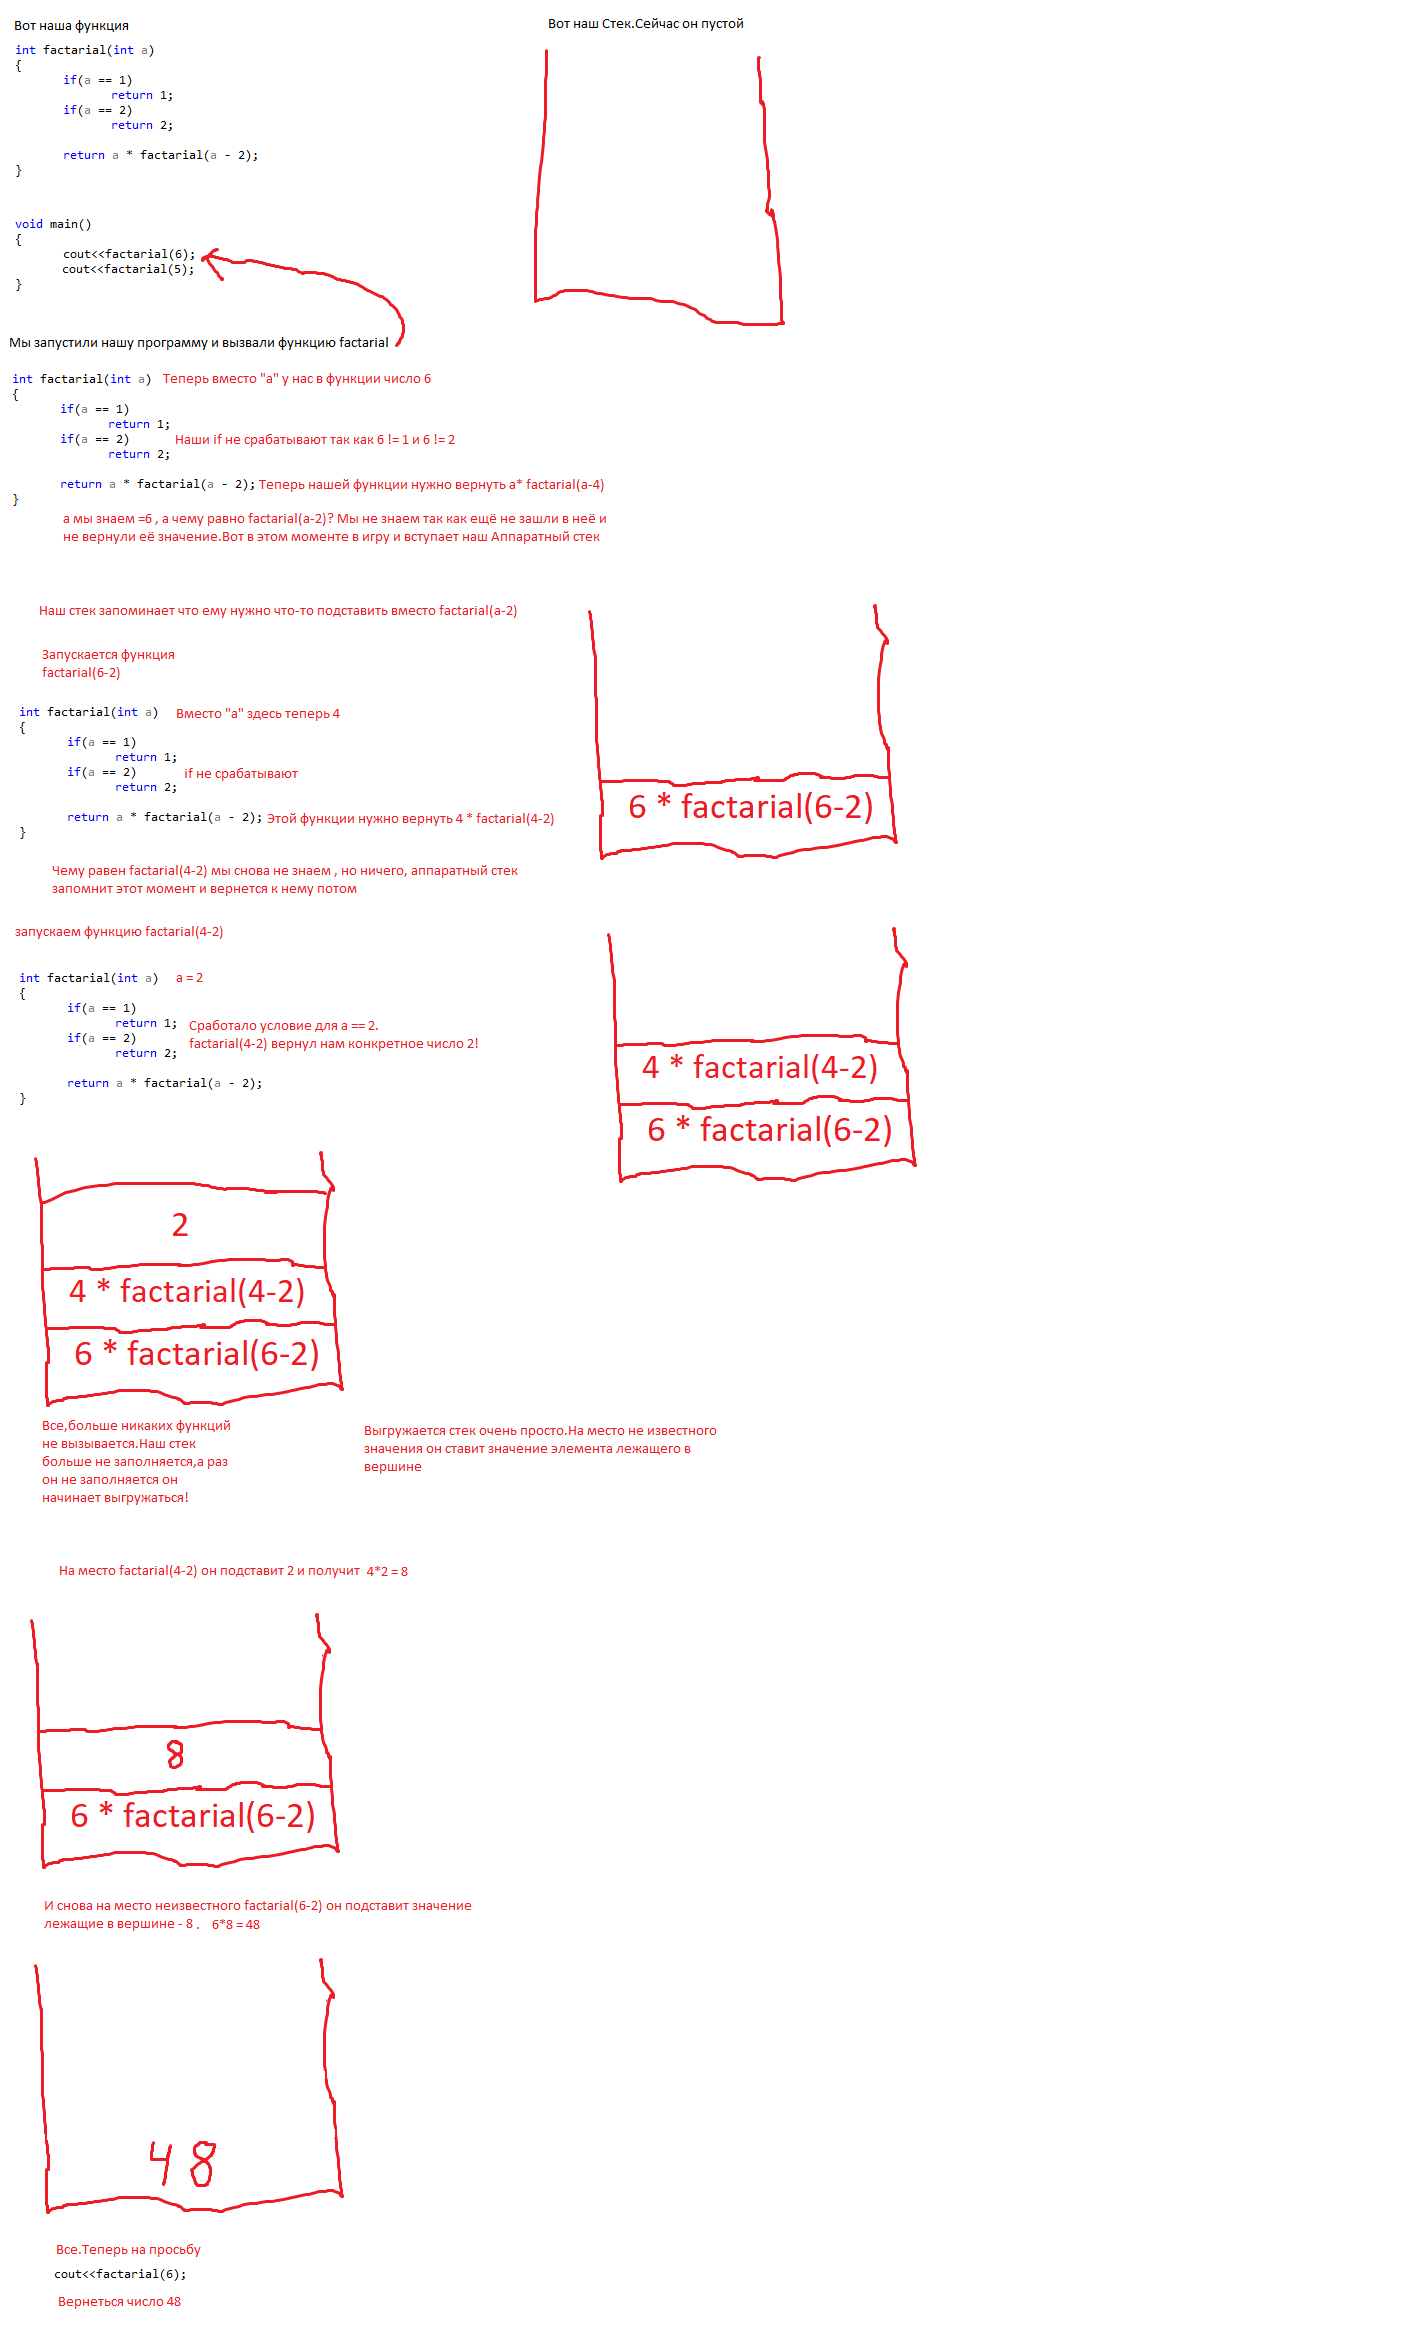 Вот наша функция
Вот наш Стек.Сейчас он пустой
int factarial(int a)
{
if(a == 1)
return 1;
if(a == 2)
return 2;
return a * factarial(a - 2);
}
void main()
{
cout<<factarial(6);
cout<<factarial(5);
}
Мы запустили нашу программу и вызвали функцию factarial
int factarial(int a) Теперь вместо "а" у нас в функции число 6
{
if(a == 1)
return 1;
if(a == 2) Наши if не срабатывают так как 6 != 1 и 6 != 2
return 2;
return a * factarial(a - 2); Теперь нашей функции нужно вернуть a* factarial(a-4)
}
а мы знаем =6 , а чему равно factarial(a-2)? Мы не знаем так как ещё не зашли в неё и
не вернули её значение.Вот в этом моменте в игру и вступает наш Аппаратный стек
Наш стек запоминает что ему нужно что-то подставить вместо factarial(a-2)
Запускается функция
factarial(6-2)
int factarial(int a) Вместо "а" здесь теперь 4
{
if(a == 1)
return 1;
if(a == 2) if не срабатывают
return 2;
return a * factarial(a - 2); Этой функции нужно вернуть 4 * factarial(4-2)
}
6 * factarial(6-2)
Чему равен factarial(4-2) мы снова не знаем , но ничего, аппаратный стек
запомнит этот момент и вернется к нему потом
запускаем функцию factarial(4-2)
int factarial(int a) a = 2
{
if(a == 1)
return 1; Сработало условие для a == 2.
if(a == 2)
factarial(4-2) вернул нам конкретное число 2!
return 2;
return a * factarial(a - 2);
}
4 * factarial(4-2)
6 * factarial(6-2)
2
4 * factarial(4-2)
6 * factarial(6-2)
Все,больше никаких функций
не вызывается.Наш стек
больше не заполняется,а раз
он не заполняется он
начинает выгружаться!
Выгружается стек очень просто.На место не известного
значения он ставит значение элемента лежащего в
вершине
На место factarial(4-2) он подставит 2 и получит 4*2 = 8
8
6 * factarial(6-2)
И снова на место неизвестного factarial(6-2) он подставит значение
лежащие в вершине - 8 . 6*8 = 48
48
Все.Теперь на просьбу
cout<<factarial(6);
Вернеться число 48